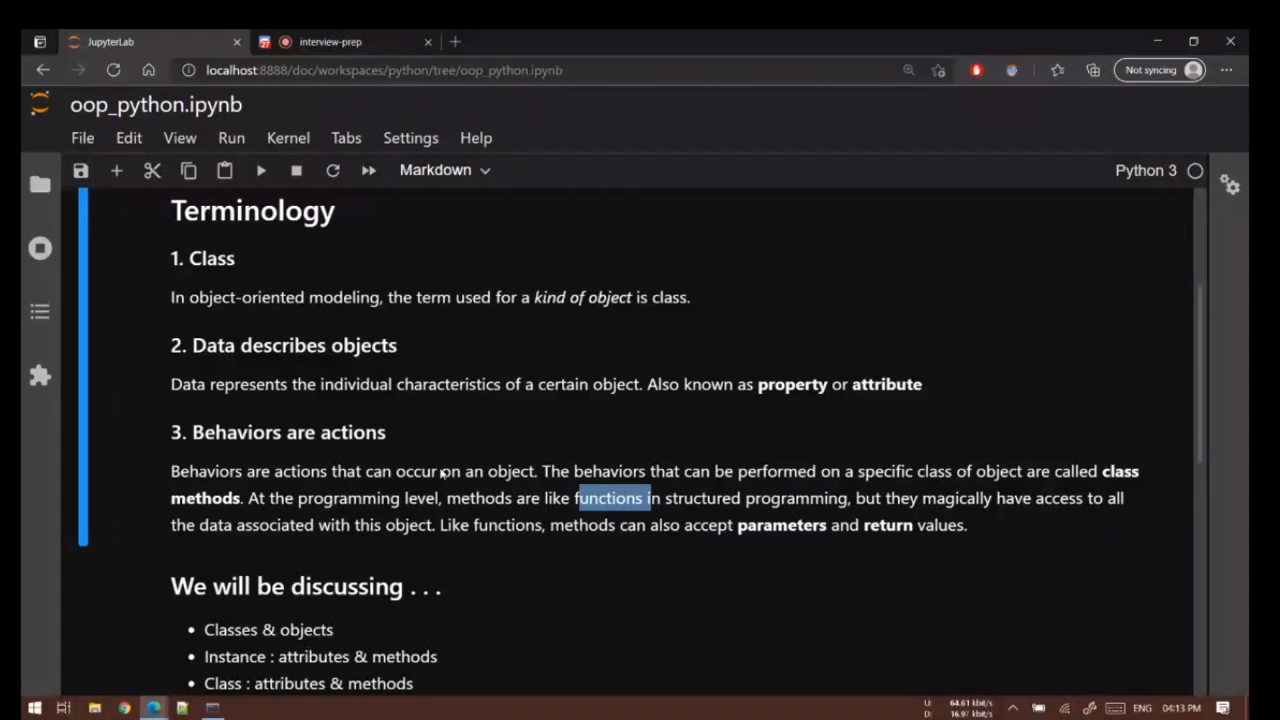 JupyterLab
interview-prep
localhost:8888/doc/workspaces/python/tree/oop_python.ipynb
Not syncing
oop_python.ipynb
File Edit View Run Kernel Tabs Settings Help
Markdown
Python 3
Terminology
1. Class
In object-oriented modeling, the term used for a kind of object is class.
2. Data describes objects
Data represents the individual characteristics of a certain object. Also known as property or attribute
3. Behaviors are actions
Behaviors are actions that can occur on an object. The behaviors that can be performed on a specific class of object are called class
methods. At the programming level, methods are like functions in structured programming, but they magically have access to all
the data associated with this object. Like functions, methods can also accept parameters and return values.
We will be discussing . . .
• Classes & objects
• Instance : attributes & methods
• Class : attributes & methods
U: 64.61 kbit/s
D: 16.97 kbit/s
ENG 04:13 PM